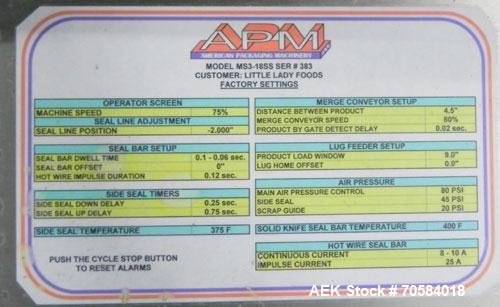 APM
AMERICAN PACKAGING MACHINERY
MODEL MS3-18SS SER # 383
CUSTOMER: LITTLE LADY FOODS
FACTORY SETTINGS
OPERATOR SCREEN
MACHINE SPEED 75%
SEAL LINE ADJUSTMENT
SEAL LINE POSITION -2.000"
SEAL BAR SETUP
SEAL BAR DWELL TIME 0.1 - 0.06 sec.
SEAL BAR OFFSET 0"
HOT WIRE IMPULSE DURATION 0.12 sec.
SIDE SEAL TIMERS
SIDE SEAL DOWN DELAY 0.25 sec.
SIDE SEAL UP DELAY 0.75 sec.
SIDE SEAL TEMPERATURE 375 F
PUSH THE CYCLE STOP BUTTON
TO RESET ALARMS
MERGE CONVEYOR SETUP
DISTANCE BETWEEN PRODUCT 4.5"
MERGE CONVEYOR SPEED 80%
PRODUCT BY GATE DETECT DELAY 0.02 sec.
LUG FEEDER SETUP
PRODUCT LOAD WINDOW 9.0"
LUG HOME OFFSET 0.0"
AIR PRESSURE
MAIN AIR PRESSURE CONTROL 80 PSI
SIDE SEAL 45 PSI
SCRAP GUIDE 20 PSI
SOLID KNIFE SEAL BAR TEMPERATURE 400 F
HOT WIRE SEAL BAR
CONTINUOUS CURRENT 8 - 10 A
IMPULSE CURRENT 25 A
AEK Stock # 70584018